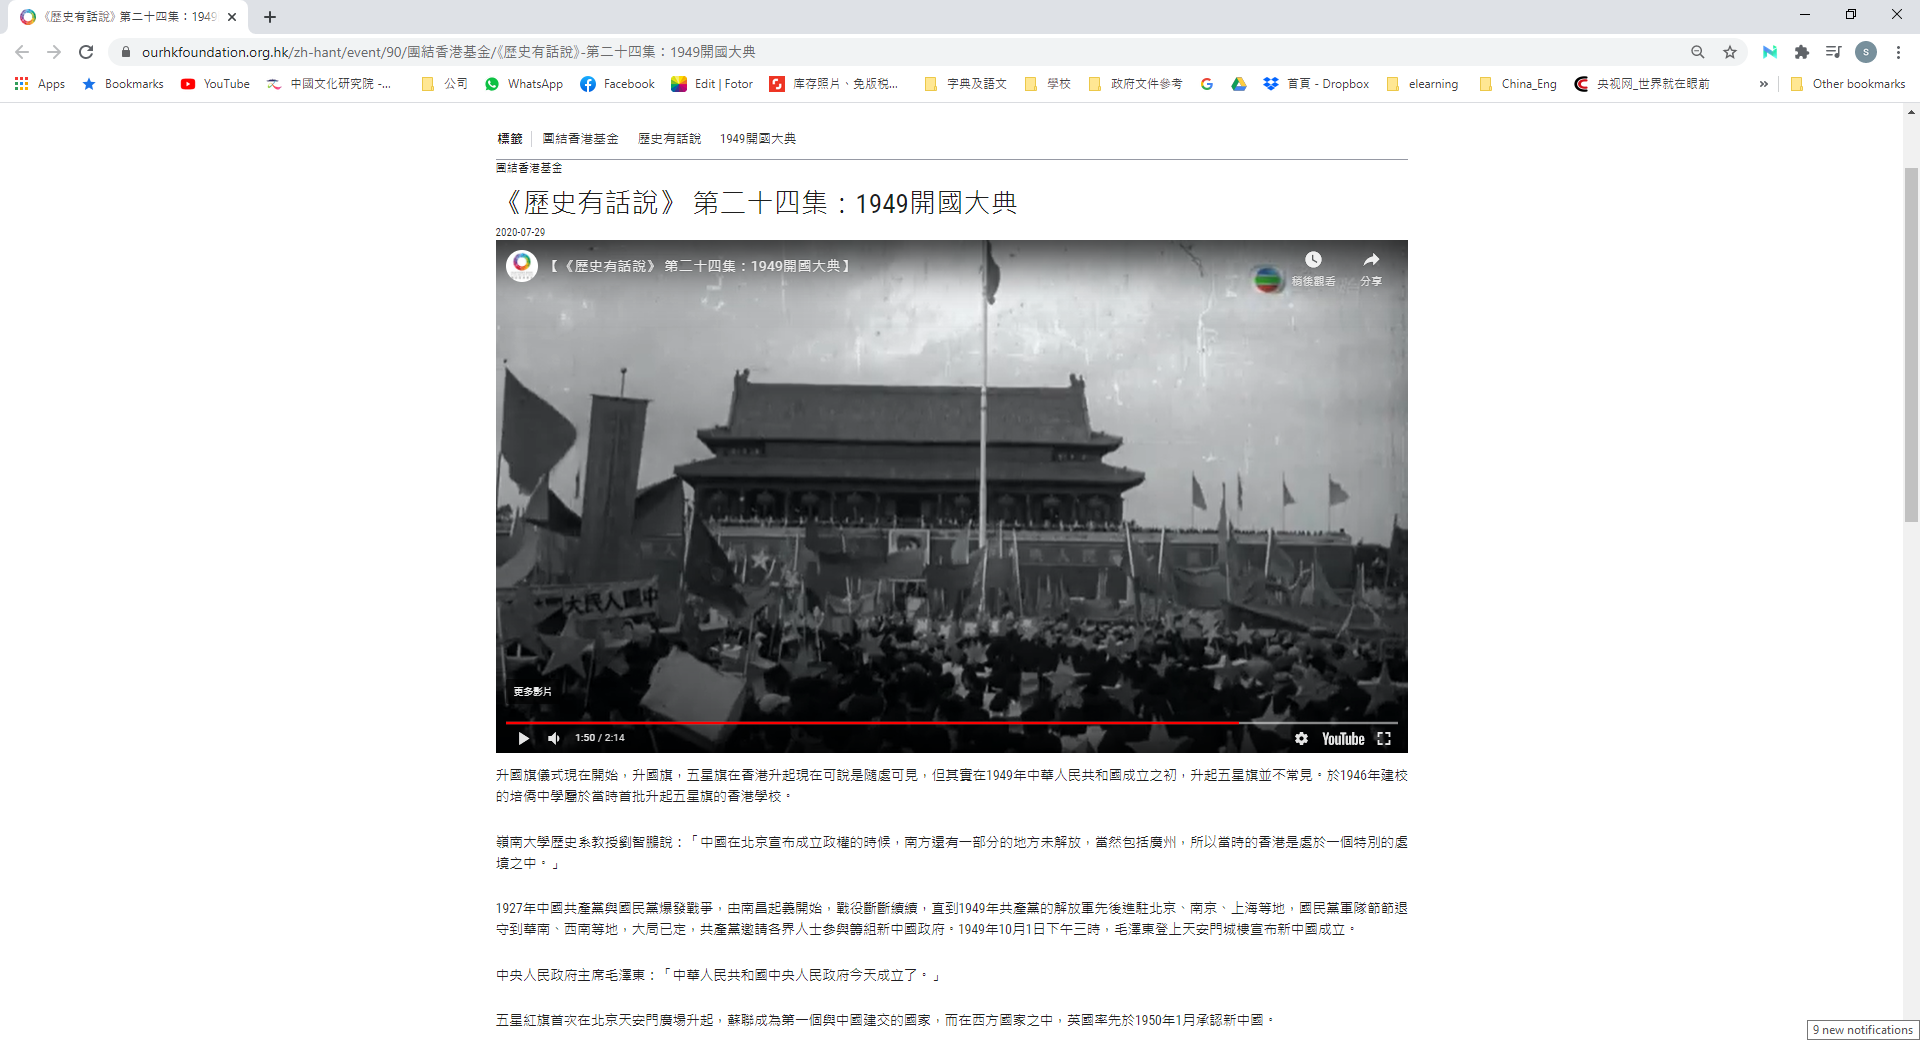 《歷史有話說》第二十四集：1949
ourhkfoundation.org.hk/zh-hant/event/90/團結香港基金/《歷史有話說》-第二十四集：1949開國大典
S
Apps Bookmarks YouTube 中國文化研究院 -... 公司 WhatsApp Facebook Edit | Fotor 库存照片、免版税... 字典及語文 學校 政府文件參考 首頁 - Dropbox elearning China_Eng 央视网_世界就在眼前 » Other bookmarks
標籤 團結香港基金 歷史有話說 1949開國大典
團結香港基金
《歷史有話說》 第二十四集：1949開國大典
2020-07-29
【《歷史有話說》 第二十四集：1949開國大典】
稍後觀看 分享
大民人國中
更多影片
1:50 / 2:14 YouTube
升國旗儀式現在開始，升國旗，五星旗在香港升起現在可說是隨處可見，但其實在1949年中華人民共和國成立之初，升起五星旗並不常見。於1946年建校
的培僑中學屬於當時首批升起五星旗的香港學校。
嶺南大學歷史系教授劉智鵬說：「中國在北京宣布成立政權的時候，南方還有一部分的地方未解放，當然包括廣州，所以當時的香港是處於一個特別的處
境之中。」
1927年中國共產黨與國民黨爆發戰爭，由南昌起義開始，戰役斷斷續續，直到1949年共產黨的解放軍先後進駐北京、南京、上海等地，國民黨軍隊節節退
守到華南、西南等地，大局已定，共產黨邀請各界人士參與籌組新中國政府。1949年10月1日下午三時，毛澤東登上天安門城樓宣布新中國成立。
中央人民政府主席毛澤東：「中華人民共和國中央人民政府今天成立了。」
五星紅旗首次在北京天安門廣場升起，蘇聯成為第一個與中國建交的國家，而在西方國家之中，英國率先於1950年1月承認新中國。
9 new notifications